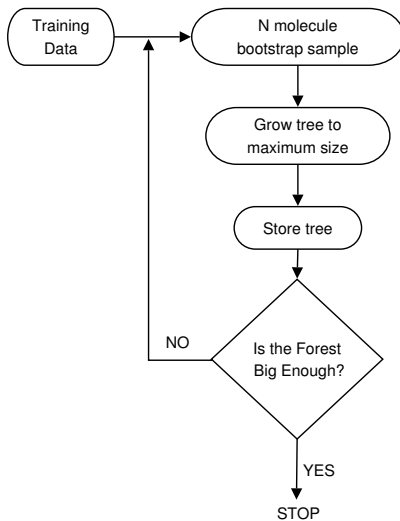 Training
Data
N molecule
bootstrap sample
Grow tree to
maximum size
Store tree
Is the Forest
Big Enough?
NO
YES
STOP